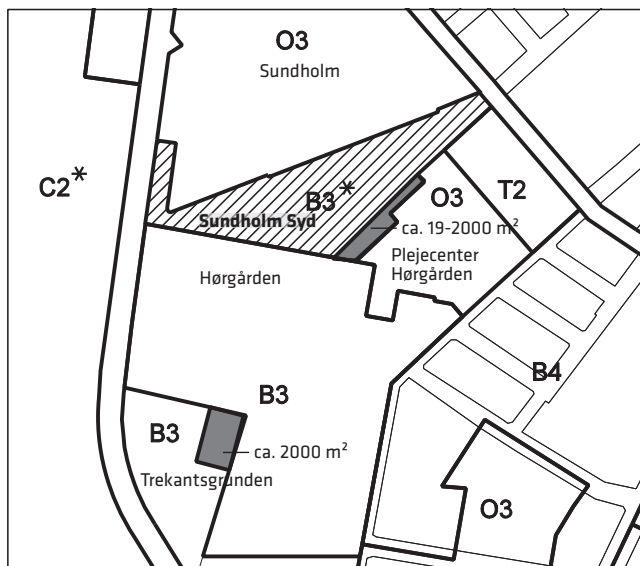 O3
Sundholm
C2*
B3*
O3
T2
Sundholm Syd
ca. 19-2000 m²
Plejecenter
Hørgården
Hørgården
B4
B3
B3
ca. 2000 m²
Trekantsgrunden
O3